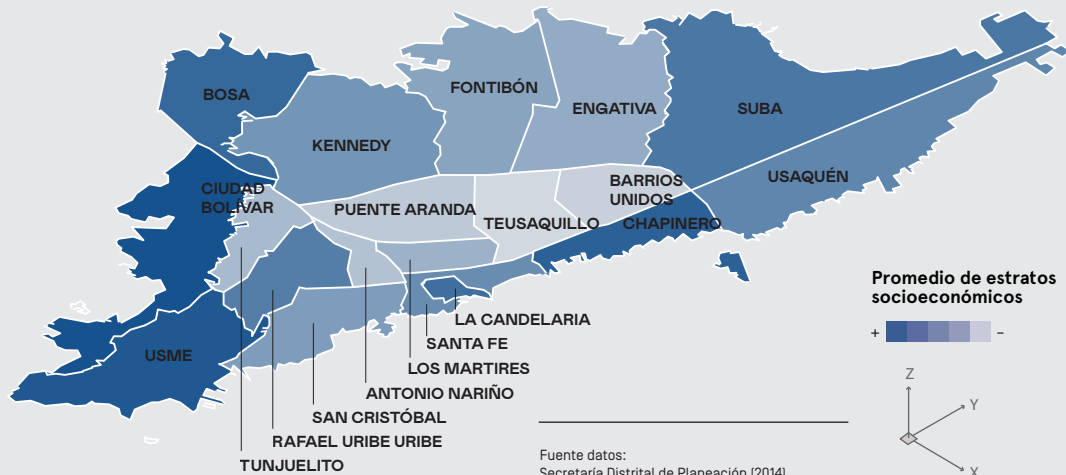 BOSA
FONTIBÓN
ENGATIVA
SUBA
KENNEDY
USAQUÉN
CIUDAD
BOLÍVAR
BARRIOS
UNIDOS
PUENTE ARANDA
TEUSAQUILLO
CHAPINERO
Promedio de estratos
socioeconómicos
+
-
LA CANDELARIA
SANTA FE
USME
LOS MARTIRES
ANTONIO NARIÑO
SAN CRISTÓBAL
RAFAEL URIBE URIBE
TUNJUELITO
Z
Y
X
Fuente datos:
Secretaría Distrital de Planeación (2014)